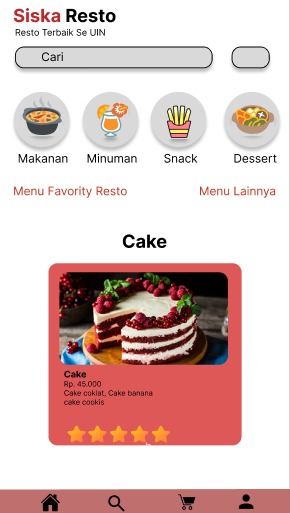 Siska Resto
Resto Terbaik Se UIN
Cari
Makanan Minuman Snack Dessert
Menu Favority Resto Menu Lainnya
Cake
Cake
Rp. 45.000
Cake coklat, Cake banana
cake cookis